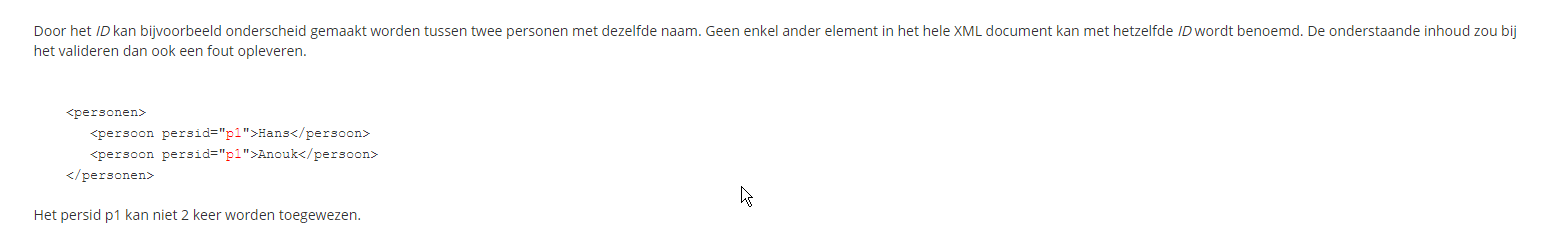 Door het ID kan bijvoorbeeld onderscheid gemaakt worden tussen twee personen met dezelfde naam. Geen enkel ander element in het hele XML document kan met hetzelfde ID wordt benoemd. De onderstaande inhoud zou bij
het valideren dan ook een fout opleveren.
<personen>
<persoon persid="p1">Hans</persoon>
<persoon persid="p1">Anouk</persoon>
</personen>
Het persid p1 kan niet 2 keer worden toegewezen.